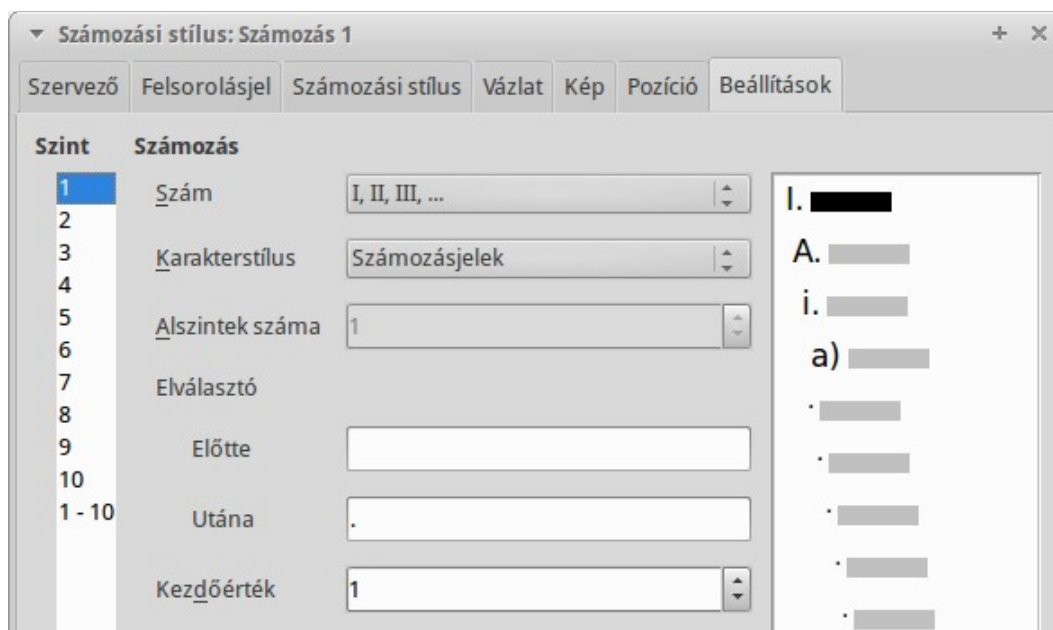 Számozási stílus: Számozás 1
Szervező Felsorolásjel Számozási stílus Vázlat Kép Pozíció Beállítások
Szint Számozás
1 Szám I, II, III, ...
2
3 Karakterstílus Számozásjelek
4
5 Alszintek száma 1
6
7 Elválasztó
8
9 Előtte
10
1 - 10 Utána .
Kezdőérték 1
I.
A.
i.
a)
.
.
.
.
.